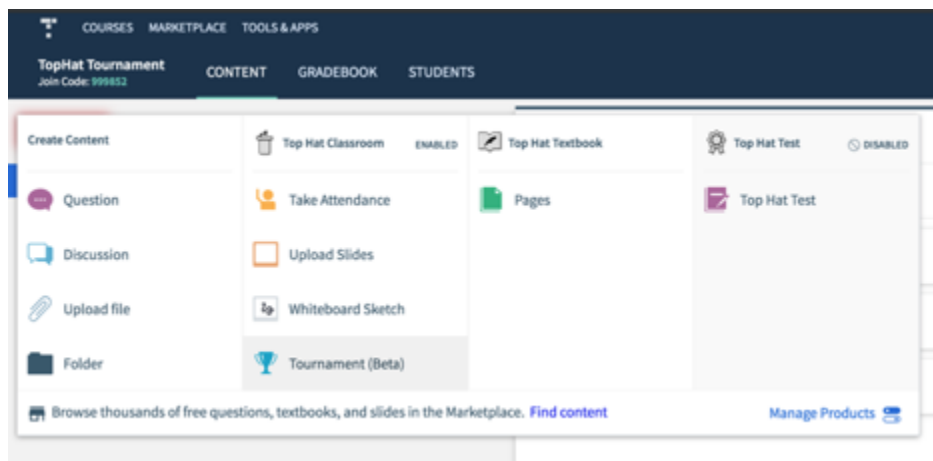 COURSES MARKETPLACE TOOLS & APPS
TopHat Tournament
Join Code: 999852
CONTENT GRADEBOOK STUDENTS
Create Content
Question
Discussion
Upload file
Folder
Top Hat Classroom ENABLED
Take Attendance
Upload Slides
Whiteboard Sketch
Tournament (Beta)
Top Hat Textbook
Pages
Top Hat Test DISABLED
Top Hat Test
Browse thousands of free questions, textbooks, and slides in the Marketplace. Find content
Manage Products